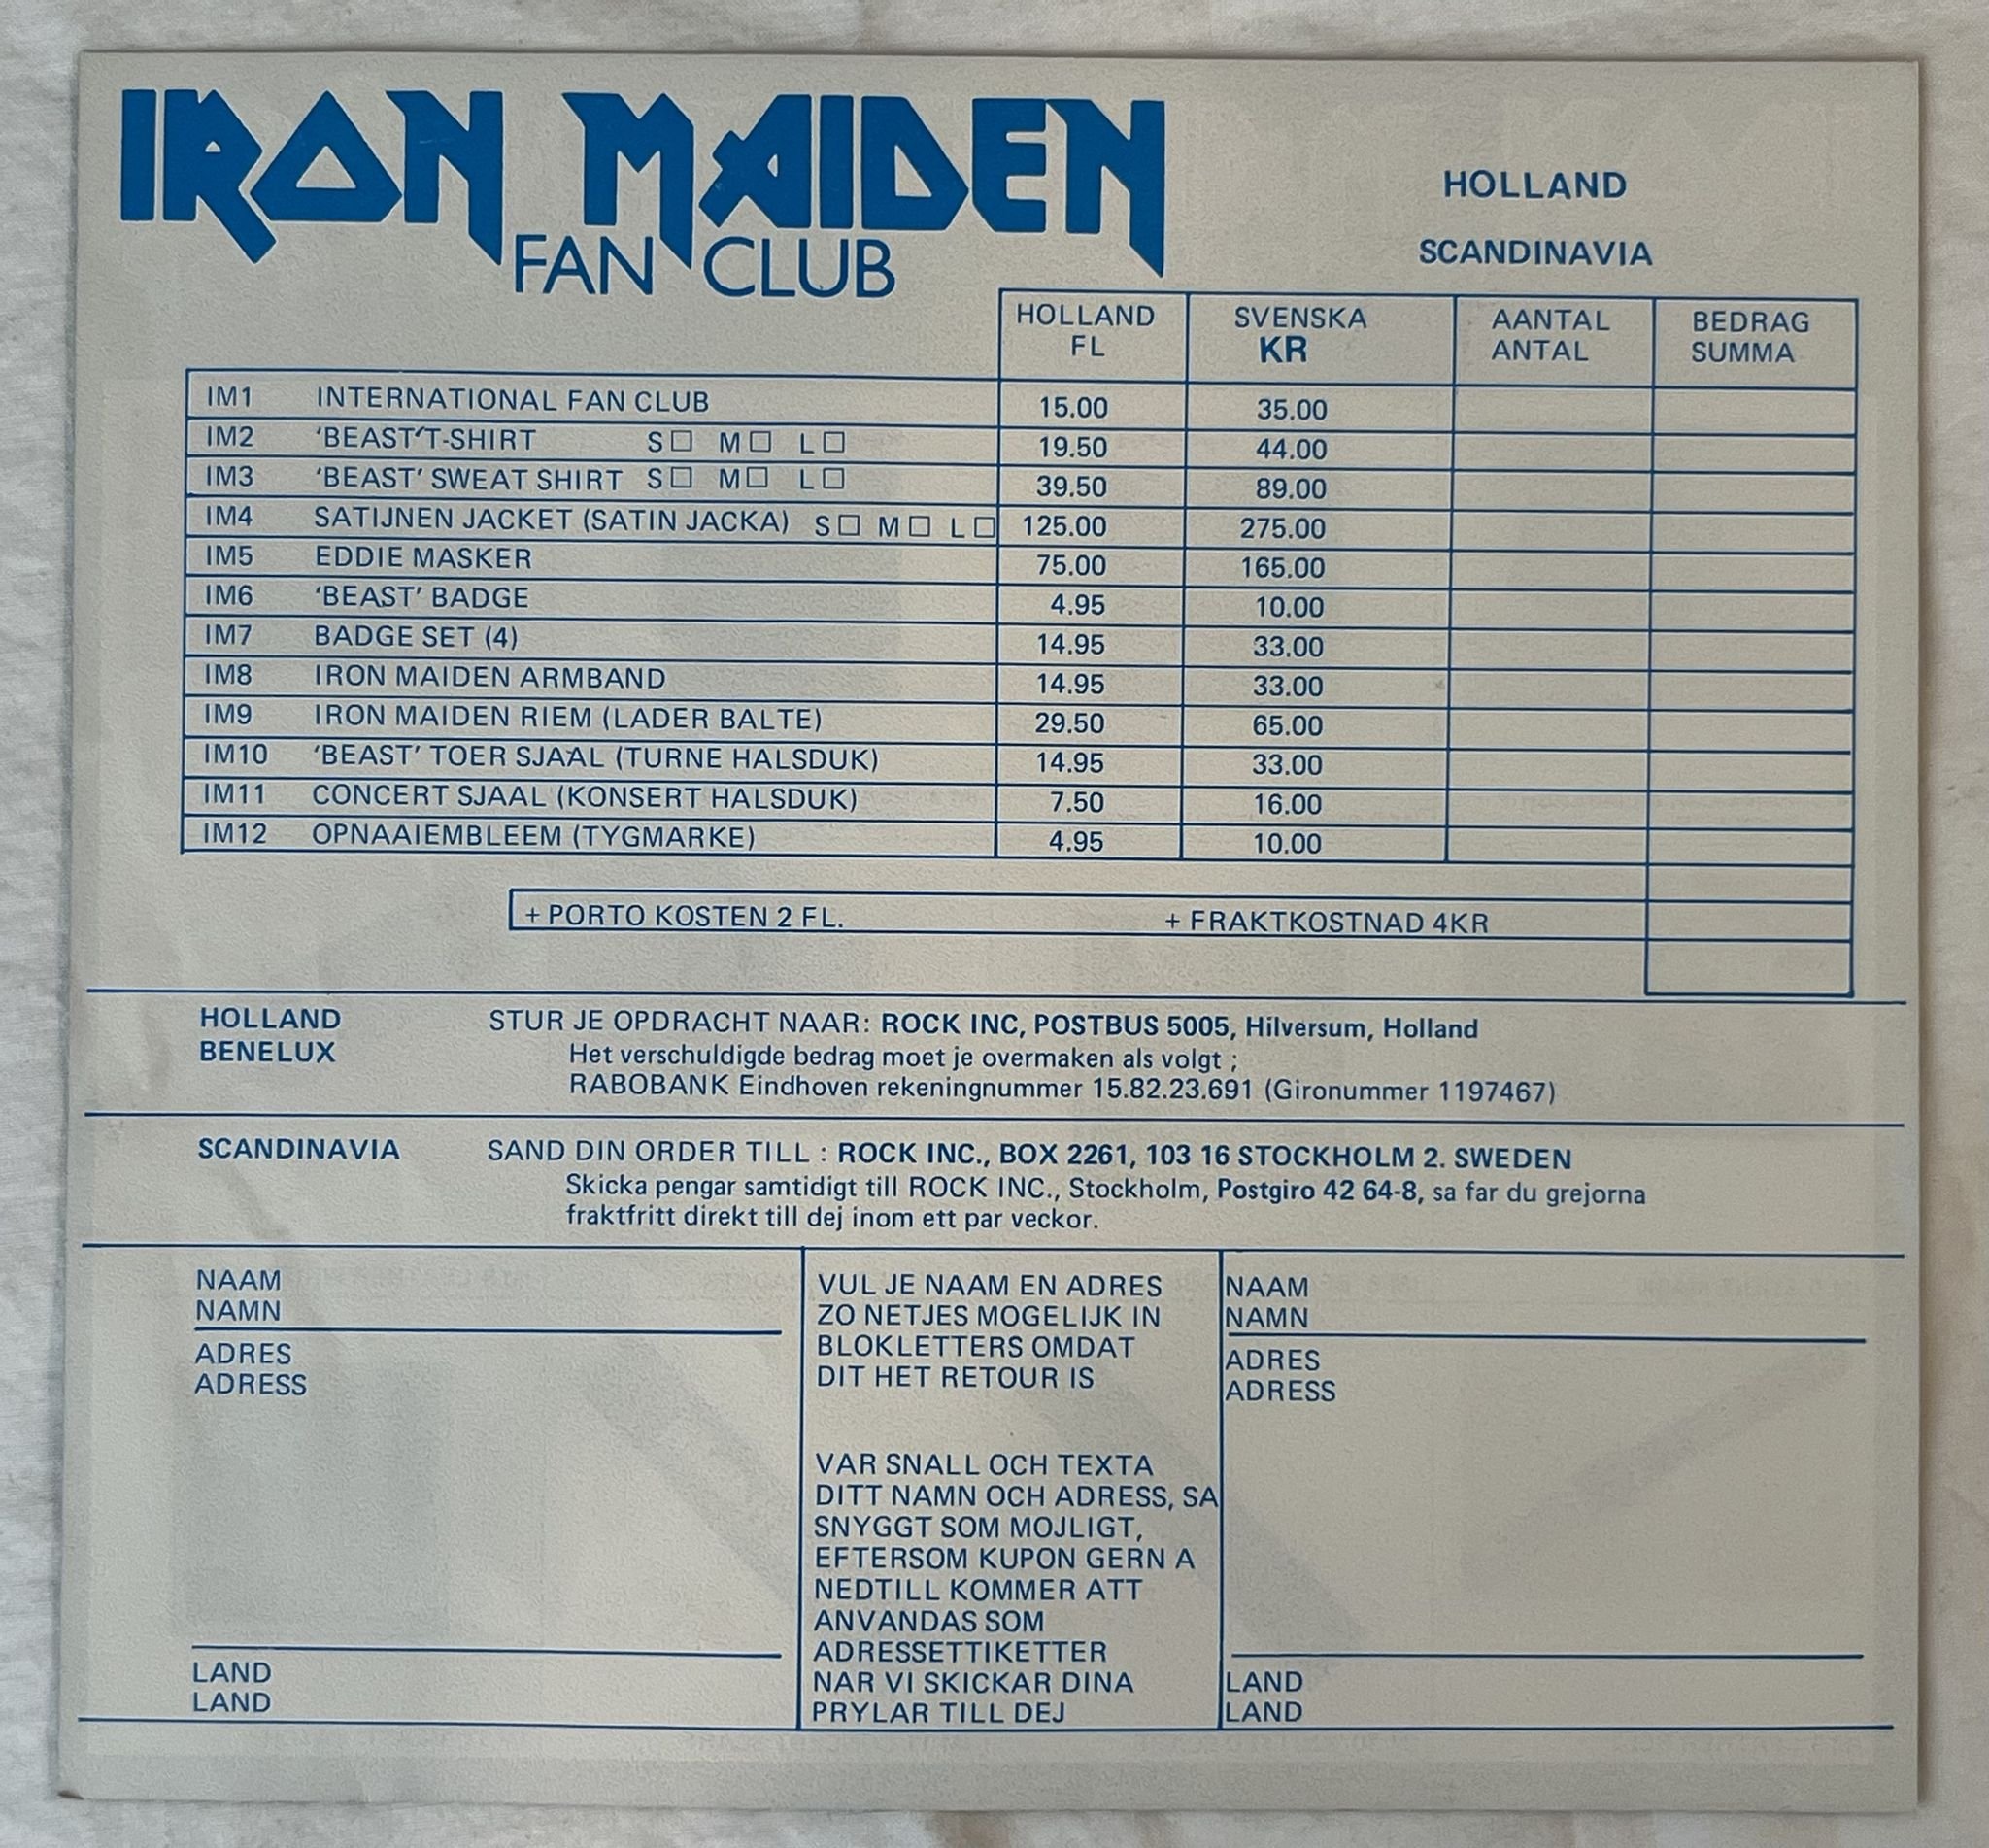 IRON MAIDEN
FAN CLUB
HOLLAND
SCANDINAVIA
HOLLAND FL SVENSKA KR AANTAL ANTAL BEDRAG SUMMA
IM1 INTERNATIONAL FAN CLUB 15.00 35.00
IM2 'BEAST'T-SHIRT S□ M□ L□ 19.50 44.00
IM3 'BEAST' SWEAT SHIRT S□ M□ L□ 39.50 89.00
IM4 SATIJNEN JACKET (SATIN JACKA) S□ M□ L□ 125.00 275.00
IM5 EDDIE MASKER 75.00 165.00
IM6 'BEAST' BADGE 4.95 10.00
IM7 BADGE SET (4) 14.95 33.00
IM8 IRON MAIDEN ARMBAND 14.95 33.00
IM9 IRON MAIDEN RIEM (LADER BALTE) 29.50 65.00
IM10 'BEAST' TOER SJAAL (TURNE HALSDUK) 14.95 33.00
IM11 CONCERT SJAAL (KONSERT HALSDUK) 7.50 16.00
IM12 OPNAAIEMBLEEM (TYGMARKE) 4.95 10.00
+ PORTO KOSTEN 2 FL. + FRAKTKOSTNAD 4KR
HOLLAND
BENELUX
STUR JE OPDRACHT NAAR: ROCK INC, POSTBUS 5005, Hilversum, Holland
Het verschuldigde bedrag moet je overmaken als volgt ;
RABOBANK Eindhoven rekeningnummer 15.82.23.691 (Gironummer 1197467)
SCANDINAVIA SAND DIN ORDER TILL : ROCK INC., BOX 2261, 103 16 STOCKHOLM 2. SWEDEN
Skicka pengar samtidigt till ROCK INC., Stockholm, Postgiro 42 64-8, sa far du grejorna
fraktfritt direkt till dej inom ett par veckor.
NAAM
NAMN
ADRES
ADRESS
LAND
LAND
VUL JE NAAM EN ADRES
ZO NETJES MOGELIJK IN
BLOKLETTERS OMDAT
DIT HET RETOUR IS
VAR SNALL OCH TEXTA
DITT NAMN OCH ADRESS, SA
SNYGGT SOM MOJLIGT,
EFTERSOM KUPON GERN A
NEDTILL KOMMER ATT
ANVANDAS SOM
ADRESSETTIKETTER
NAR VI SKICKAR DINA
PRYLAR TILL DEJ
NAAM
NAMN
ADRES
ADRESS
LAND
LAND